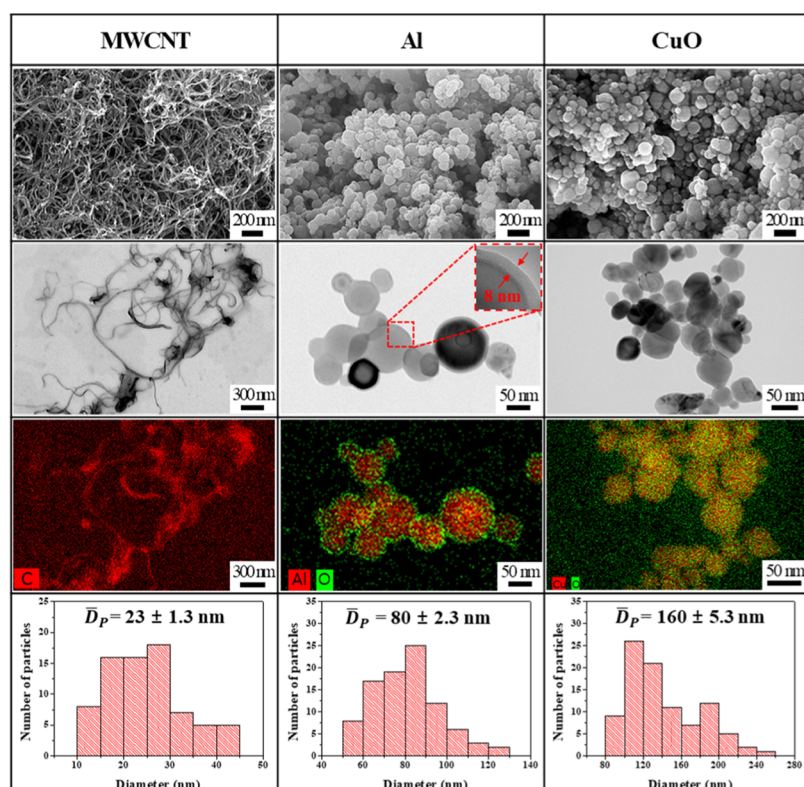 MWCNT
Al
CuO
200 nm
200 nm
200 nm
8 nm
300 nm
50 nm
50 nm
C
300 nm
Al O
50 nm
Cu O
50 nm
D̅P = 23 ± 1.3 nm
Number of particles
25
20
15
10
5
0
0 10 20 30 40 50
Diameter (nm)
D̅P = 80 ± 2.3 nm
Number of particles
35
30
25
20
15
10
5
0
40 60 80 100 120 140
Diameter (nm)
D̅P = 160 ± 5.3 nm
Number of particles
35
30
25
20
15
10
5
0
80 120 160 200 240 280
Diameter (nm)